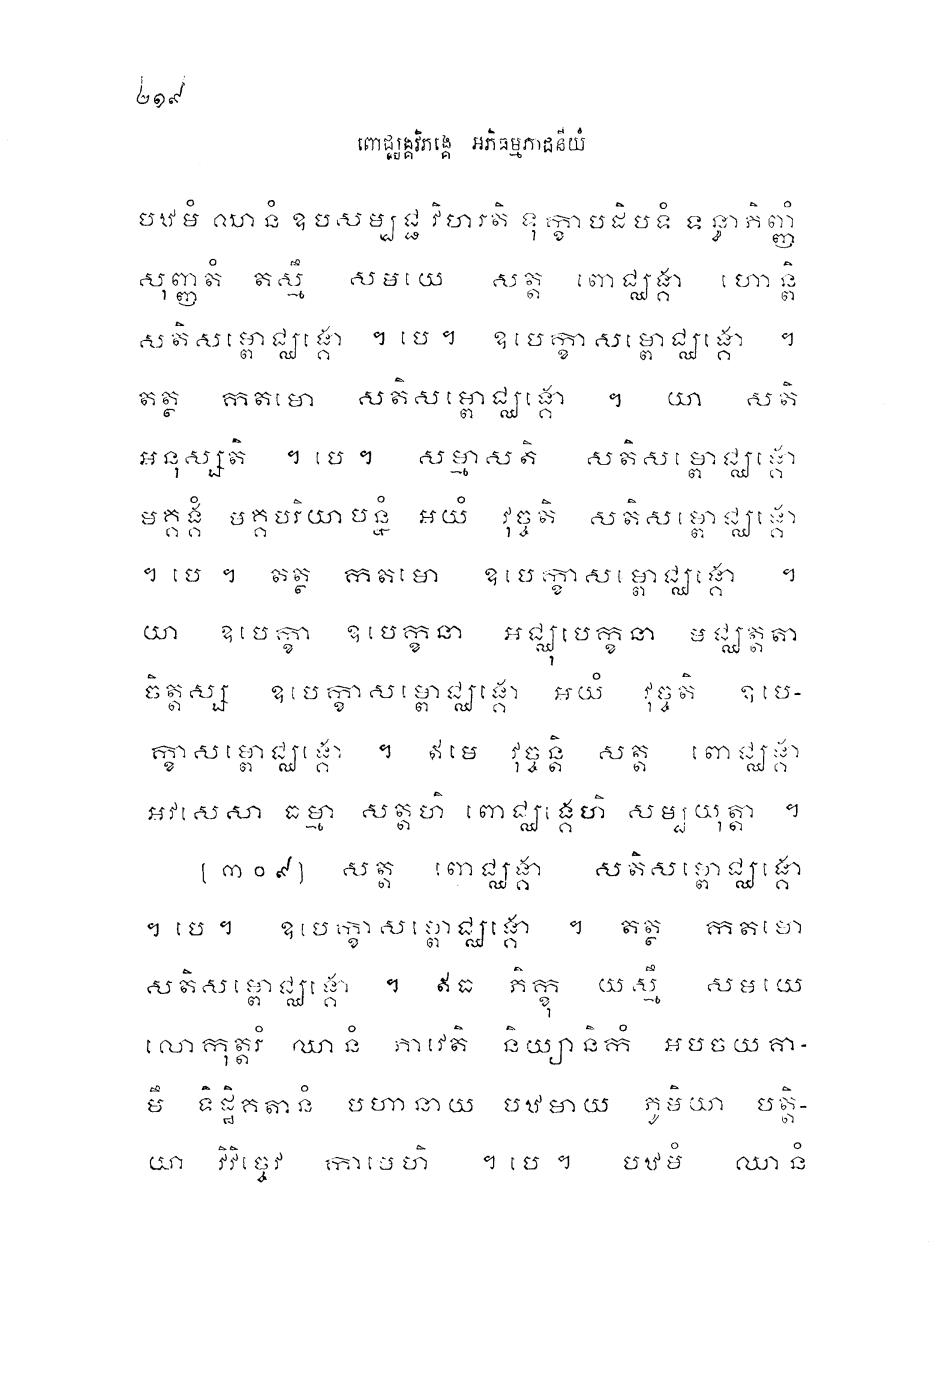 ២១៩
ពោជ្ឈង្គវិភង្គេ អភិធម្មភាជនីយំ
បឋមំ ឈានំ ឧបសម្បជ្ជ វិហរតិ ទុក្ខាបដិបទំ ទន្ធាភិញ្ញំ
សុញ្ញតំ តស្មឹ សមយេ សត្ត ពោជ្ឈង្គា ហោន្តិ
សតិសម្ពោជ្ឈង្គោ ។ បេ។ ឧបេក្ខាសម្ពោជ្ឈង្គោ ។
តត្ថ កតមោ សតិសម្ពោជ្ឈង្គោ ។ យា សតិ
អនុស្សតិ ។ បេ។ សម្មាសតិ សតិសម្ពោជ្ឈង្គោ
មគ្គង្គំ មគ្គបរិយាបន្នំ អយំ វុច្ចតិ សតិសម្ពោជ្ឈង្គោ
។ បេ ។ តត្ថ កតមោ ឧបេក្ខាសម្ពោជ្ឈង្គោ ។
យា ឧបេក្ខា ឧបេក្ខនា អជ្ឈុបេក្ខនា មជ្ឈត្តតា
ចិត្តស្ស ឧបេក្ខាសម្ពោជ្ឈង្គោ អយំ វុច្ចតិ ឧបេ-
ក្ខាសម្ពោជ្ឈង្គោ ។ ឥមេ វុច្ចន្តិ សត្ត ពោជ្ឈង្គា
អវសេសា ធម្មា សត្តហិ ពោជ្ឈង្គេហិ សម្បយុត្តា ។
(៣០៩) សត្ត ពោជ្ឈង្គា សតិសម្ពោជ្ឈង្គោ
។ បេ។ ឧបេក្ខាសម្ពោជ្ឈង្គោ ។ តត្ថ កតមោ
សតិសម្ពោជ្ឈង្គោ ។ ឥធ ភិក្ខុ យស្មឹ សមយេ
លោកុត្តរំ ឈានំ ភាវេតិ និយ្យានិកំ អបចយគា-
មឹ ទិដ្ឋិគតានំ បហានាយ បឋមាយ ភូមិយា បត្តិ-
យា វិវិច្ចេវ កាមេហិ ។ បេ។ បឋមំ ឈានំ